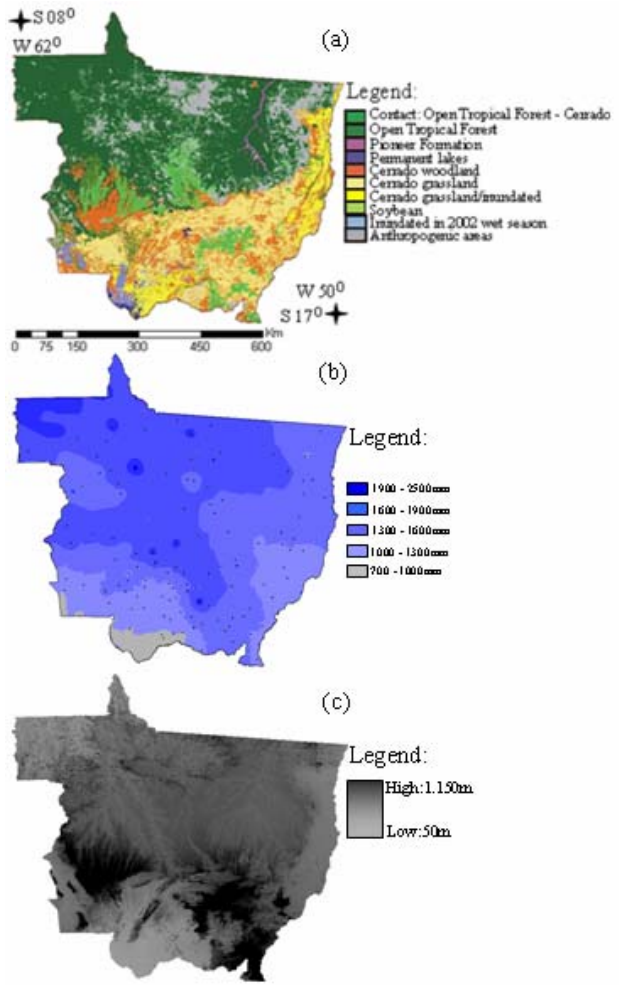 S 08⁰
W 62⁰
(a)
Legend:
Contact: Open Tropical Forest - Cerrado
Open Tropical Forest
Pioneer Formation
Permanent lakes
Cerrado woodland
Cerrado grassland
Cerrado grassland/inundated
Soybean
Inundated in 2002 wet season
Anthropogenic areas
W 50⁰
S 17⁰
Km
0 75 150 300 450 600
(b)
Legend:
1900 - 2500mm
1600 - 1900mm
1300 - 1600mm
1000 - 1300mm
700 - 1000mm
(c)
Legend:
High:1.150m
Low:50m